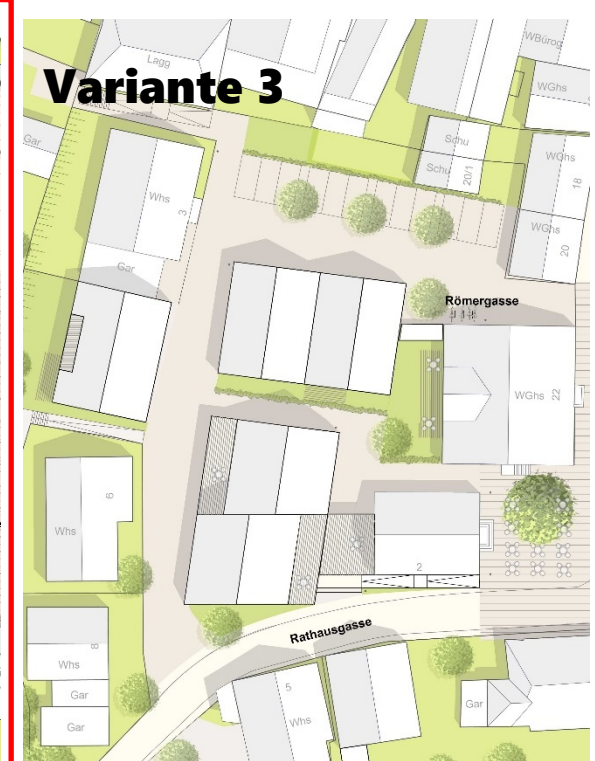 Variante 3
Lagg
WBürog
WGhs
Gar
Schu
Schu
20/1
WGhs
18
Whs
3
WGhs
20
Gar
Römergasse
WGhs
22
6
Whs
2
Rathausgasse
8
Whs
Gar
Gar
5
Whs
Gar